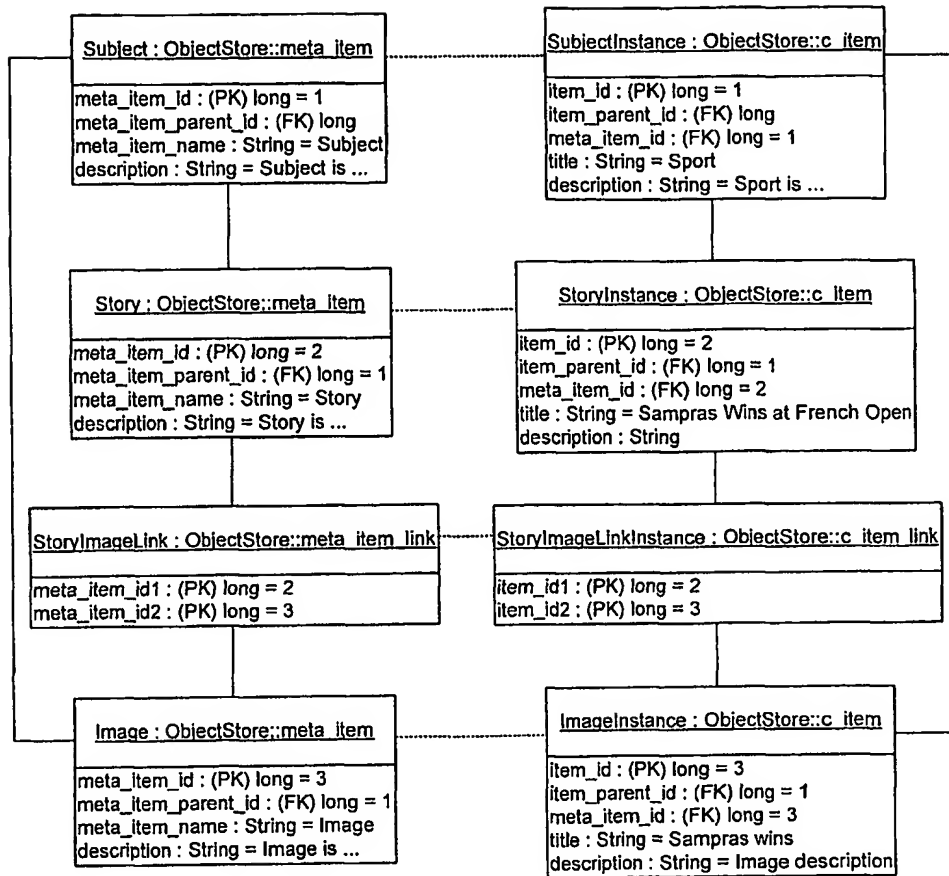 Subject : ObjectStore::meta_item
meta_item_id : (PK) long = 1
meta_item_parent_id : (FK) long
meta_item_name : String = Subject
description : String = Subject is ...
SubjectInstance : ObjectStore::c_item
item_id : (PK) long = 1
item_parent_id : (FK) long
meta_item_id : (FK) long = 1
title : String = Sport
description : String = Sport is ...
Story : ObjectStore::meta_item
meta_item_id : (PK) long = 2
meta_item_parent_id : (FK) long = 1
meta_item_name : String = Story
description : String = Story is ...
StoryInstance : ObjectStore::c_item
item_id : (PK) long = 2
item_parent_id : (FK) long = 1
meta_item_id : (FK) long = 2
title : String = Sampras Wins at French Open
description : String
StoryImageLink : ObjectStore::meta_item_link
meta_item_id1 : (PK) long = 2
meta_item_id2 : (PK) long = 3
StoryImageLinkInstance : ObjectStore::c_item_link
item_id1 : (PK) long = 2
item_id2 : (PK) long = 3
Image : ObjectStore::meta_item
meta_item_id : (PK) long = 3
meta_item_parent_id : (FK) long = 1
meta_item_name : String = Image
description : String = Image is ...
ImageInstance : ObjectStore::c_item
item_id : (PK) long = 3
item_parent_id : (FK) long = 1
meta_item_id : (FK) long = 3
title : String = Sampras wins
description : String = Image description